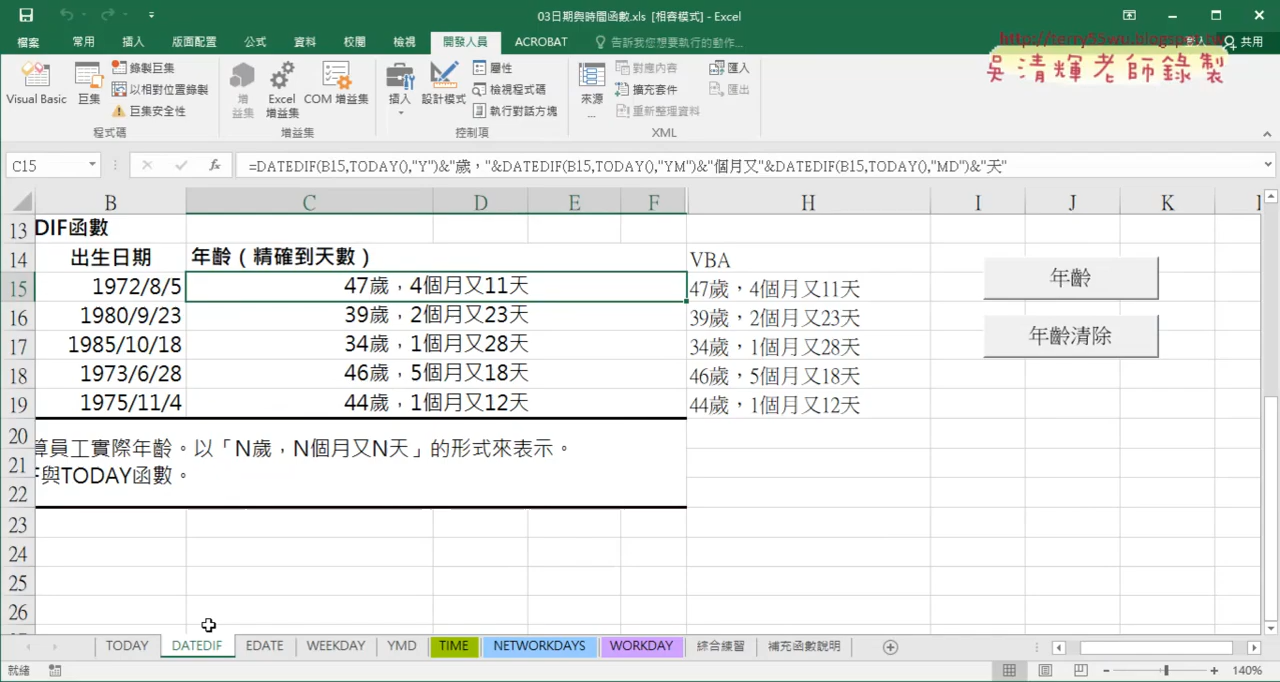 03日期與時間函數.xls [相容模式] - Excel
http://terry55wu.blogspot.tw
吳清輝老師錄製
檔案 常用 插入 版面配置 公式 資料 校閱 檢視 開發人員 ACROBAT 告訴我您想要執行的動作... 共用
Visual Basic 巨集 錄製巨集 以相對位置錄製 巨集安全性 程式碼
增益集 Excel 增益集 COM 增益集 增益集
插入 設計模式 屬性 檢視程式碼 執行對話方塊 控制項
來源... 對應內容 擴充套件 重新整理資料 匯入 匯出 XML
C15 fx =DATEDIF(B15,TODAY(),"Y")&"歲，"&DATEDIF(B15,TODAY(),"YM")&"個月又"&DATEDIF(B15,TODAY(),"MD")&"天"
B C D E F H I J K
13 DIF函數
14 出生日期 年齡（精確到天數） VBA
15 1972/8/5 47歲，4個月又11天 47歲，4個月又11天 年齡
16 1980/9/23 39歲，2個月又23天 39歲，2個月又23天
17 1985/10/18 34歲，1個月又28天 34歲，1個月又28天 年齡清除
18 1973/6/28 46歲，5個月又18天 46歲，5個月又18天
19 1975/11/4 44歲，1個月又12天 44歲，1個月又12天
20 算員工實際年齡。以「N歲，N個月又N天」的形式來表示。
21 與TODAY函數。
22
23
24
25
26
TODAY DATEDIF EDATE WEEKDAY YMD TIME NETWORKDAYS WORKDAY 綜合練習 補充函數說明
就緒 140%